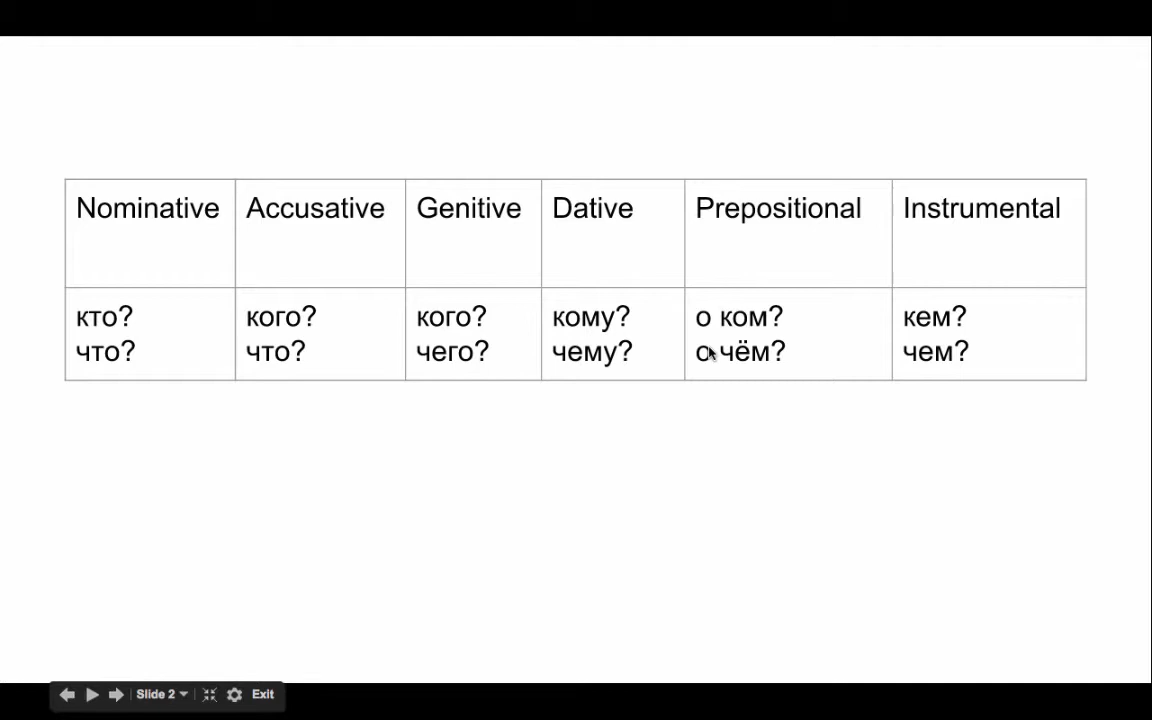 Nominative Accusative Genitive Dative Prepositional Instrumental
кто? кого? кого? кому? о ком? кем?
что? что? чего? чему? о чём? чем?
Slide 2 Exit